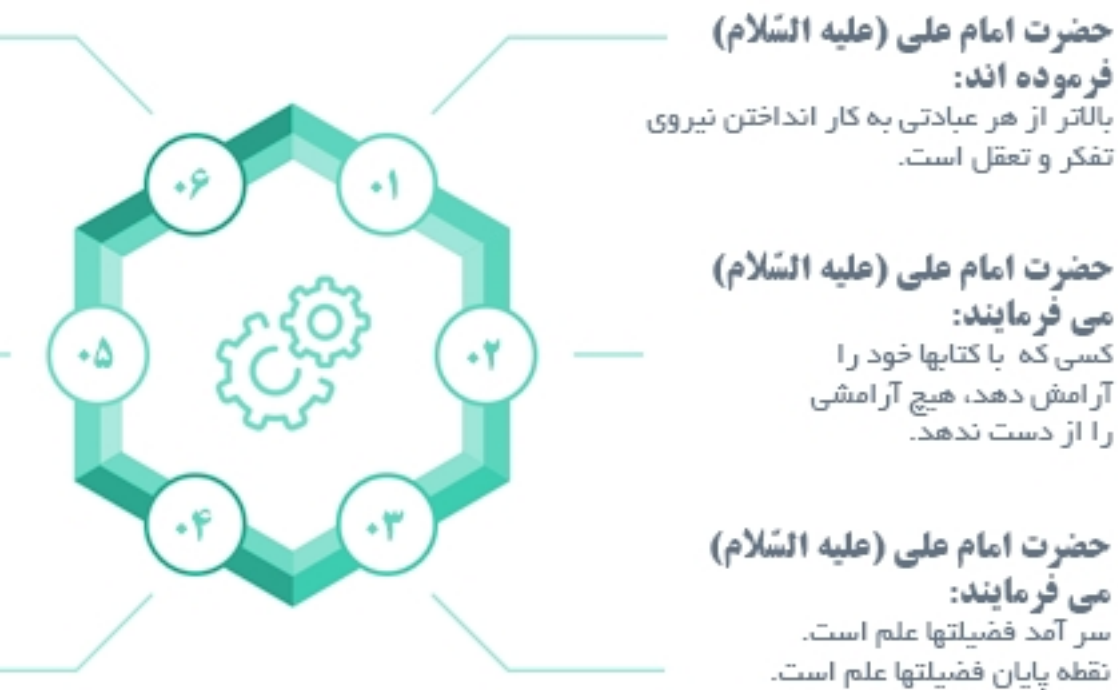 حضرت امام علی (علیه السّلام)
فرموده اند:
بالاتر از هر عبادتی به کار انداختن نیروی
تفکر و تعقل است.
حضرت امام علی (علیه السّلام)
می فرمایند:
کسی که با کتابها خود را
آرامش دهد، هیچ آرامشی
را از دست ندهد.
حضرت امام علی (علیه السّلام)
می فرمایند:
سر آمد فضیلتها علم است.
نقطه پایان فضیلتها علم است.
۰۱
۰۲
۰۳
۰۴
۰۵
۰۶